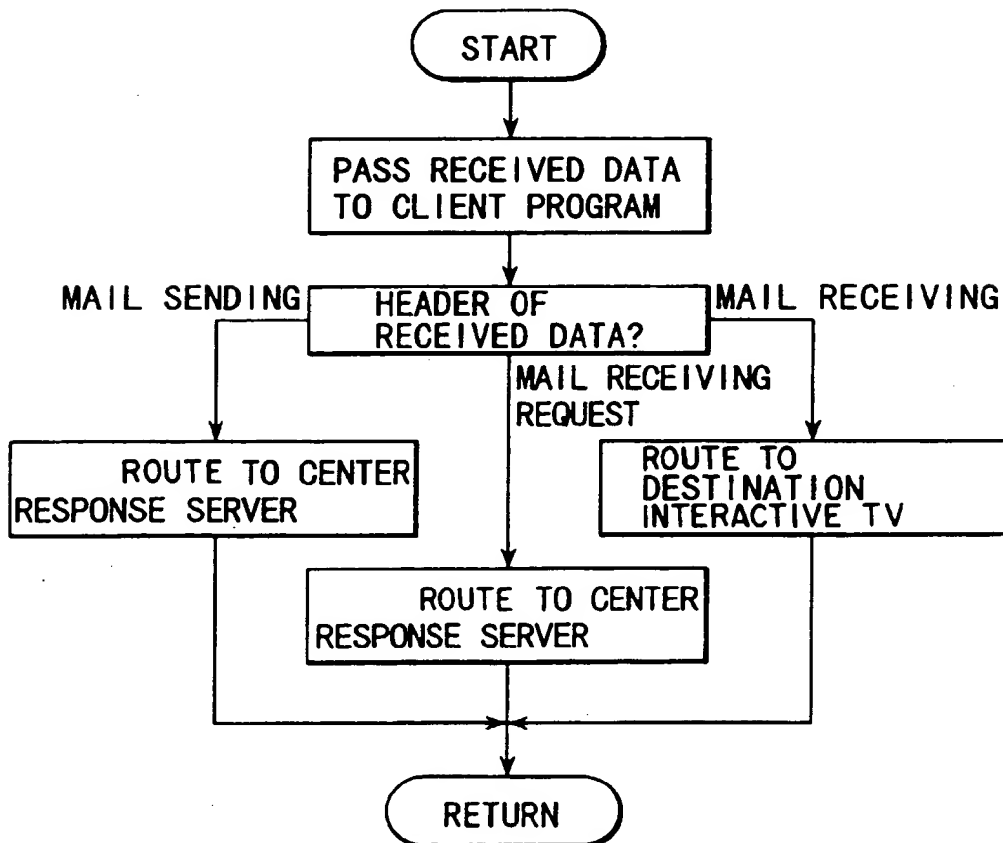 START
PASS RECEIVED DATA
TO CLIENT PROGRAM
MAIL SENDING
HEADER OF
RECEIVED DATA?
MAIL RECEIVING
MAIL RECEIVING
REQUEST
ROUTE TO CENTER
RESPONSE SERVER
ROUTE TO
DESTINATION
INTERACTIVE TV
ROUTE TO CENTER
RESPONSE SERVER
RETURN